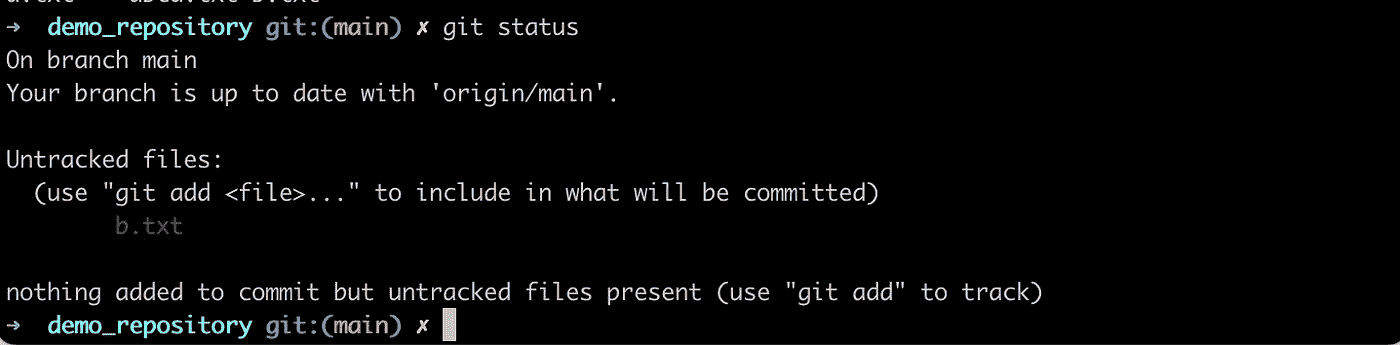 ➜  demo_repository git:(main) ✗ git status
On branch main
Your branch is up to date with 'origin/main'.

Untracked files:
  (use "git add <file>..." to include in what will be committed)
        b.txt

nothing added to commit but untracked files present (use "git add" to track)
➜  demo_repository git:(main) ✗